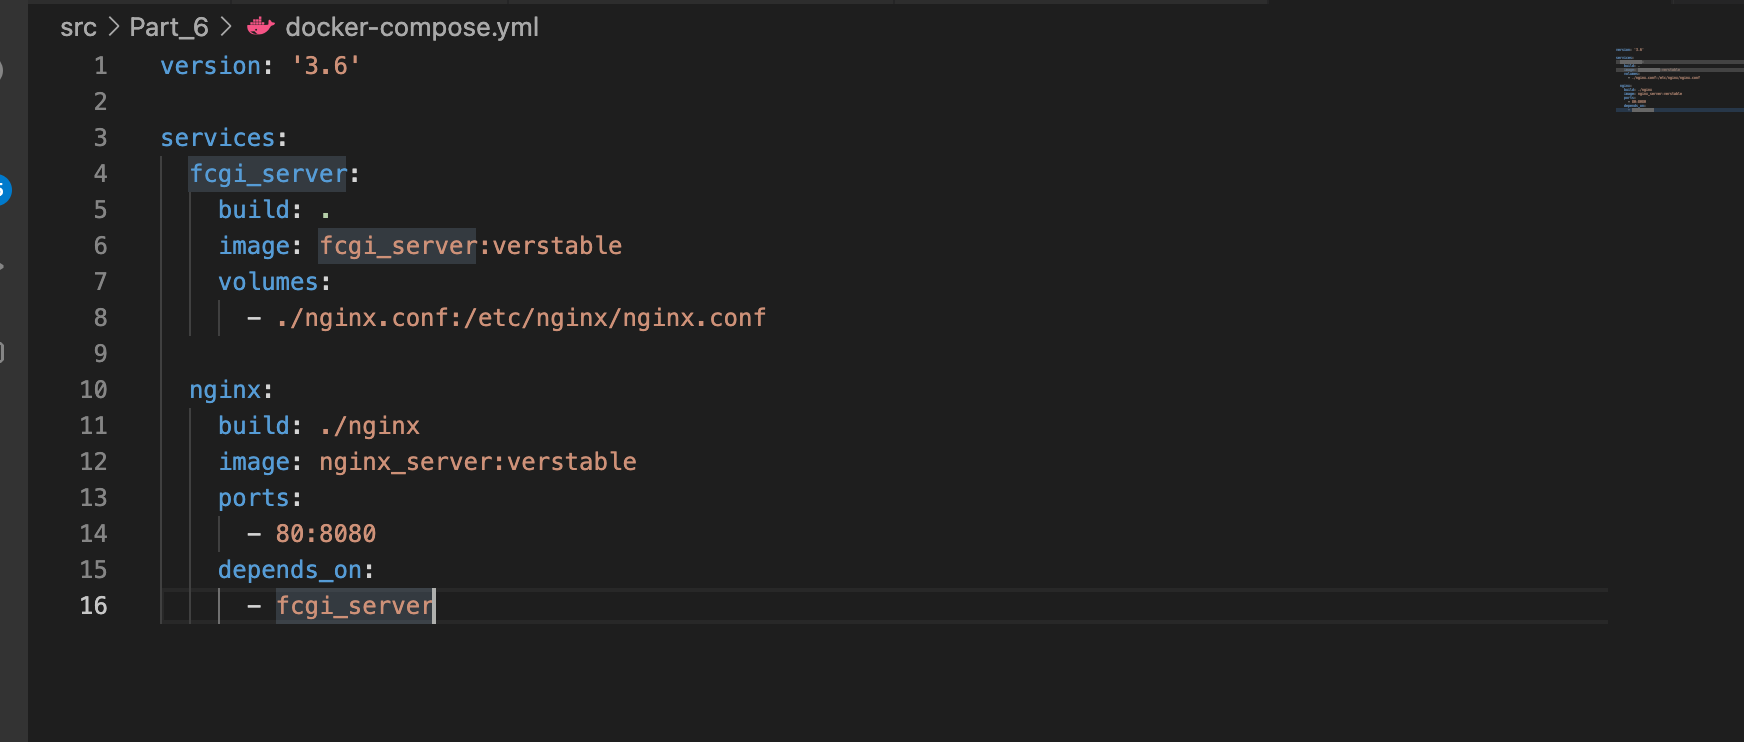 src > Part_6 > docker-compose.yml
1 version: '3.6'
2
3 services:
4   fcgi_server:
5     build: .
6     image: fcgi_server:verstable
7     volumes:
8       - ./nginx.conf:/etc/nginx/nginx.conf
9
10   nginx:
11     build: ./nginx
12     image: nginx_server:verstable
13     ports:
14       - 80:8080
15     depends_on:
16       - fcgi_server